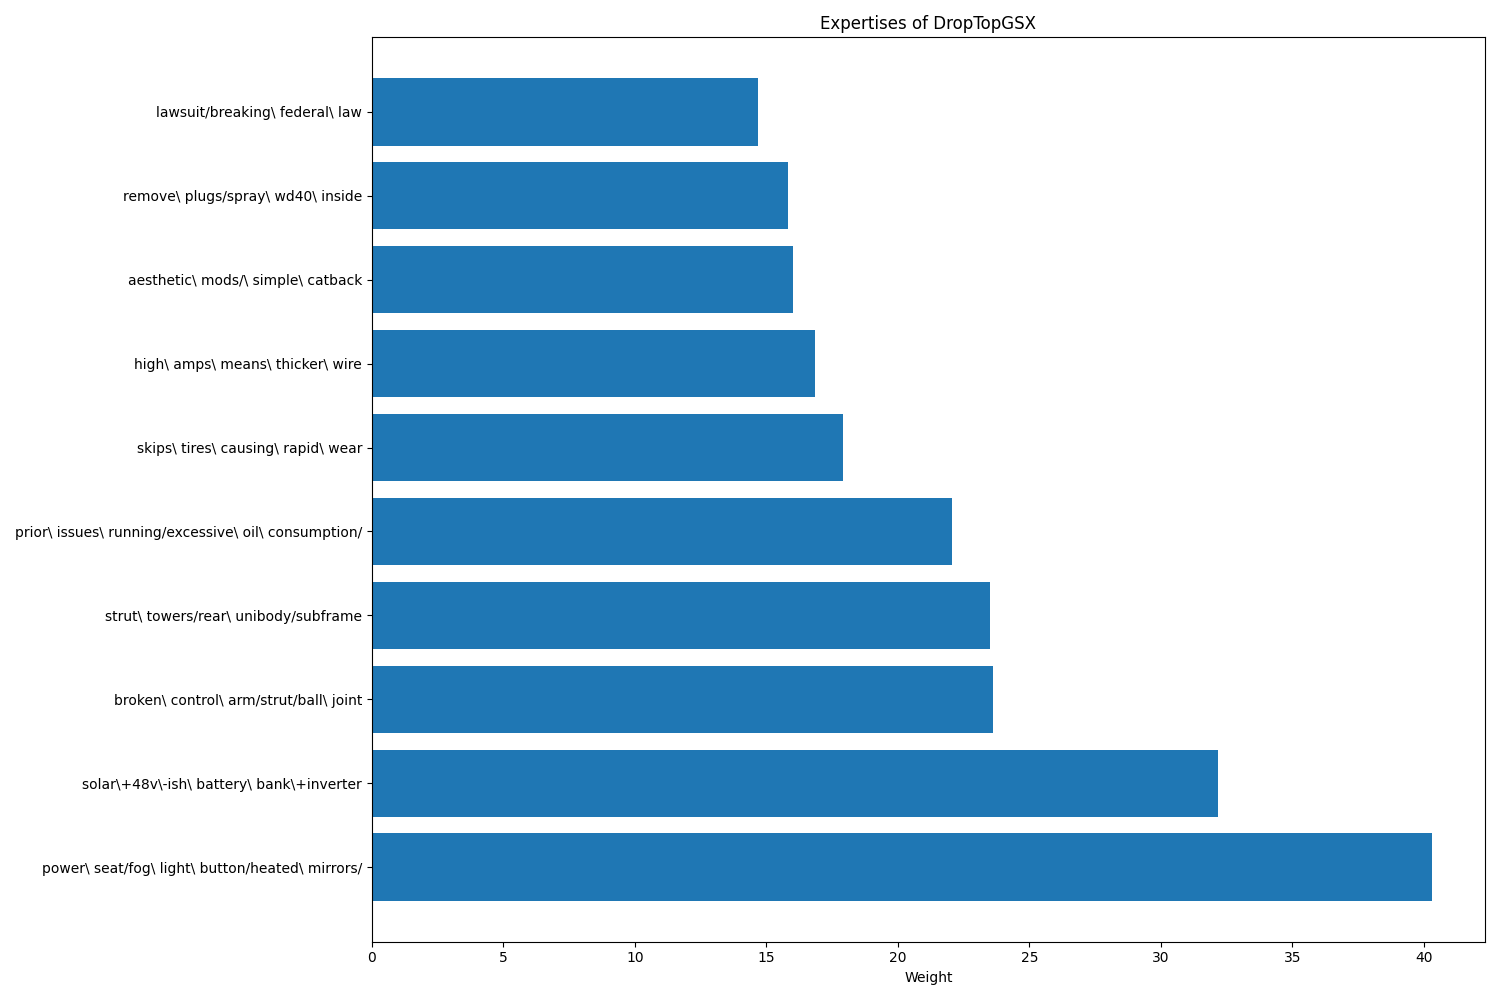 Expertises of DropTopGSX
lawsuit/breaking\ federal\ law
remove\ plugs/spray\ wd40\ inside
aesthetic\ mods/\ simple\ catback
high\ amps\ means\ thicker\ wire
skips\ tires\ causing\ rapid\ wear
prior\ issues\ running/excessive\ oil\ consumption/
strut\ towers/rear\ unibody/subframe
broken\ control\ arm/strut/ball\ joint
solar\+48v\-ish\ battery\ bank\+inverter
power\ seat/fog\ light\ button/heated\ mirrors/
0 5 10 15 20 25 30 35 40
Weight